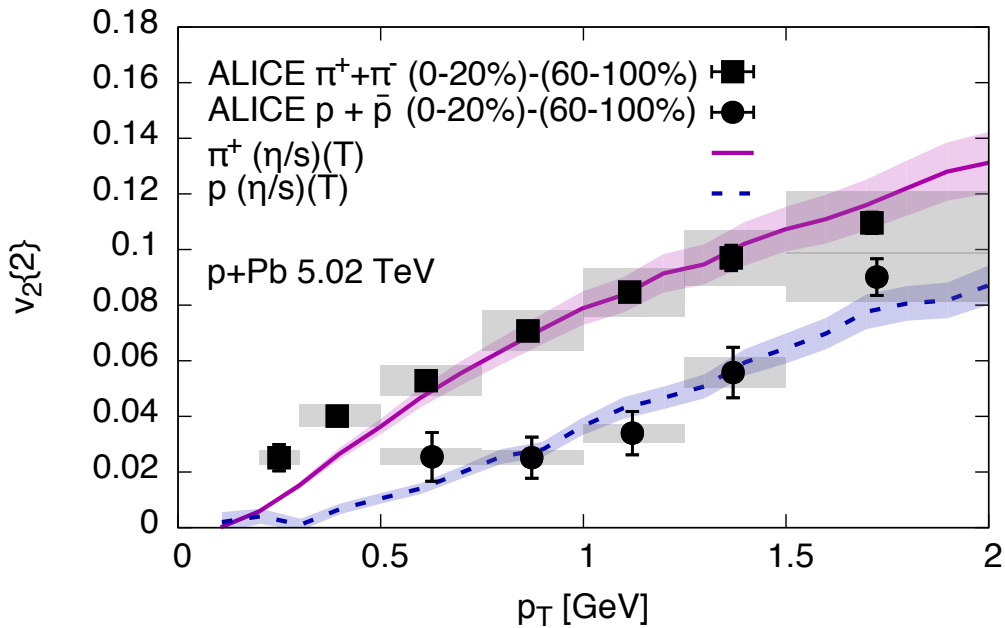 0.18
0.16
0.14
0.12
0.1
0.08
0.06
0.04
0.02
0
v₂{2}
ALICE π⁺+π⁻ (0-20%)-(60-100%)
ALICE p + p̄ (0-20%)-(60-100%)
π⁺ (η/s)(T)
p (η/s)(T)
p+Pb 5.02 TeV
0 0.5 1 1.5 2
p_T [GeV]